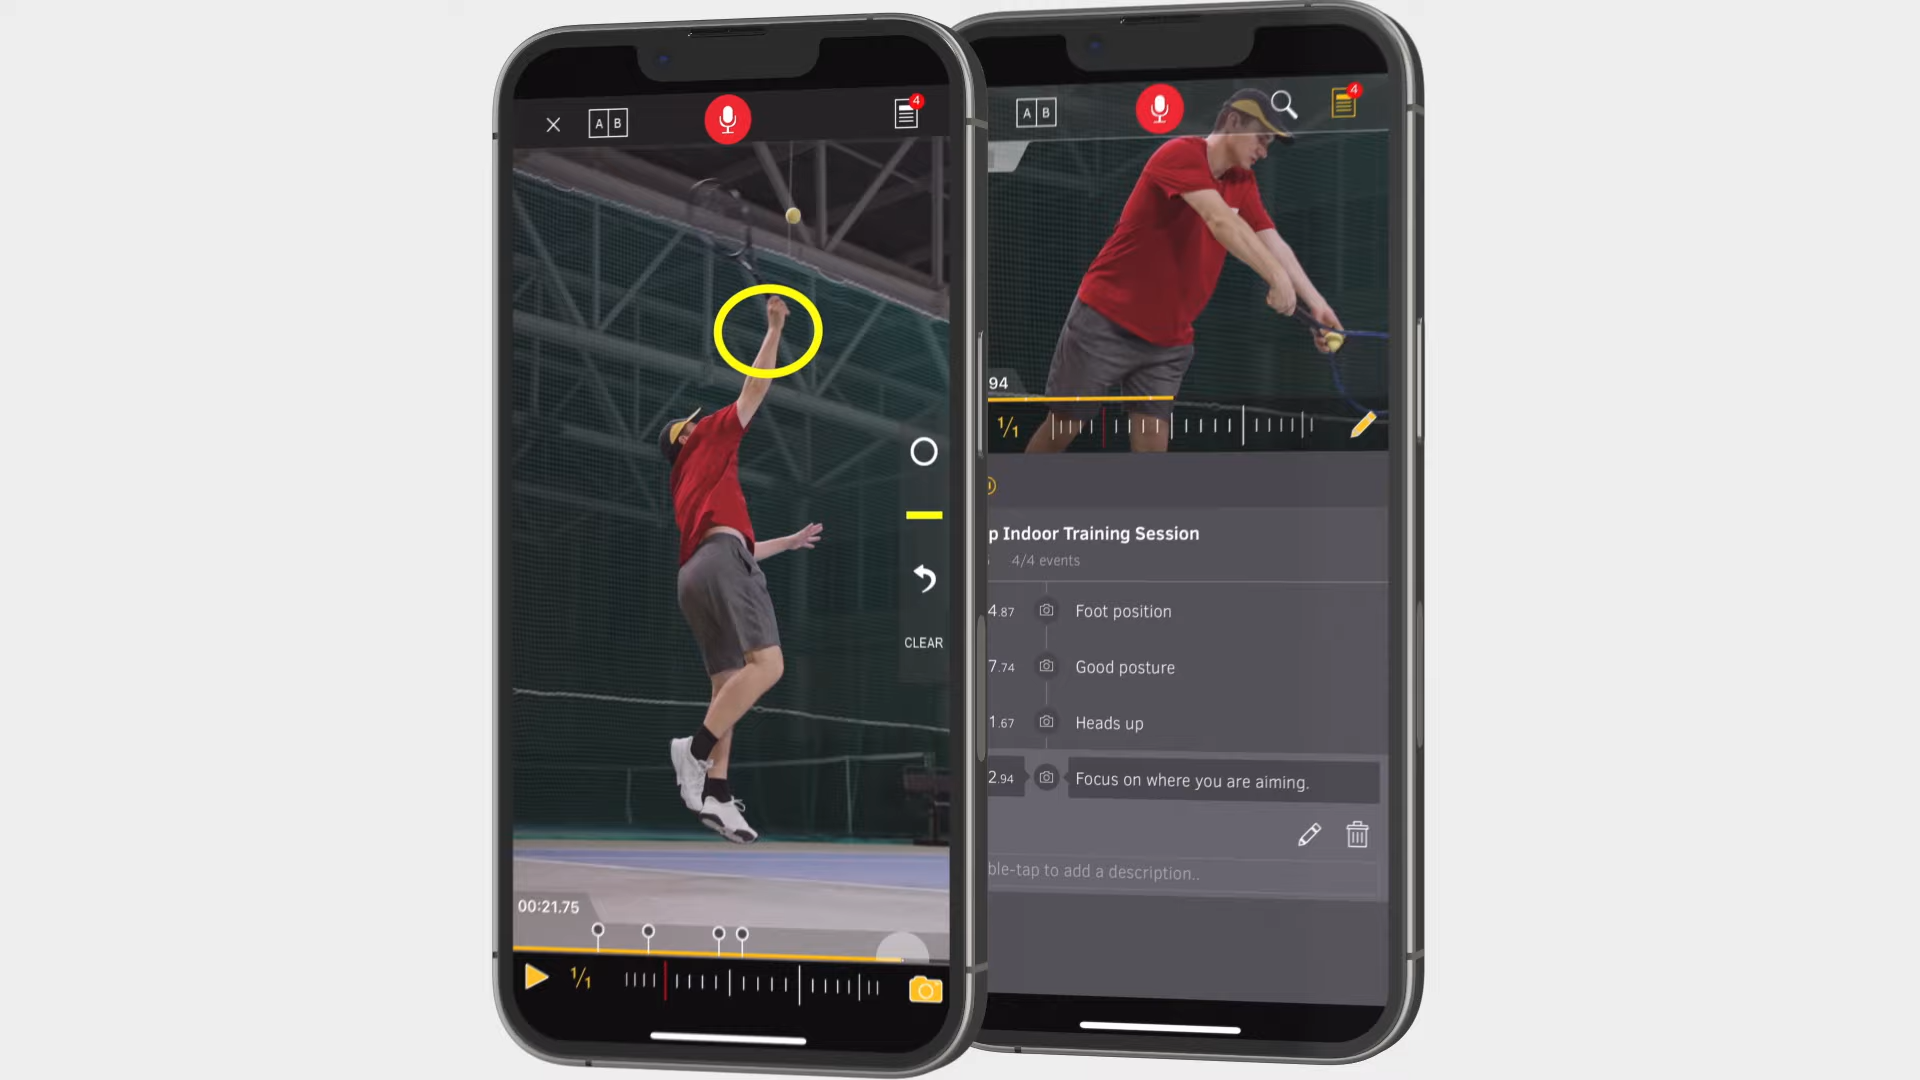 A B
4
CLEAR
00:21.75
1/1
A B
4
94
1/1
p Indoor Training Session
4/4 events
4.87 Foot position
7.74 Good posture
1.67 Heads up
2.94 Focus on where you are aiming.
ble-tap to add a description..